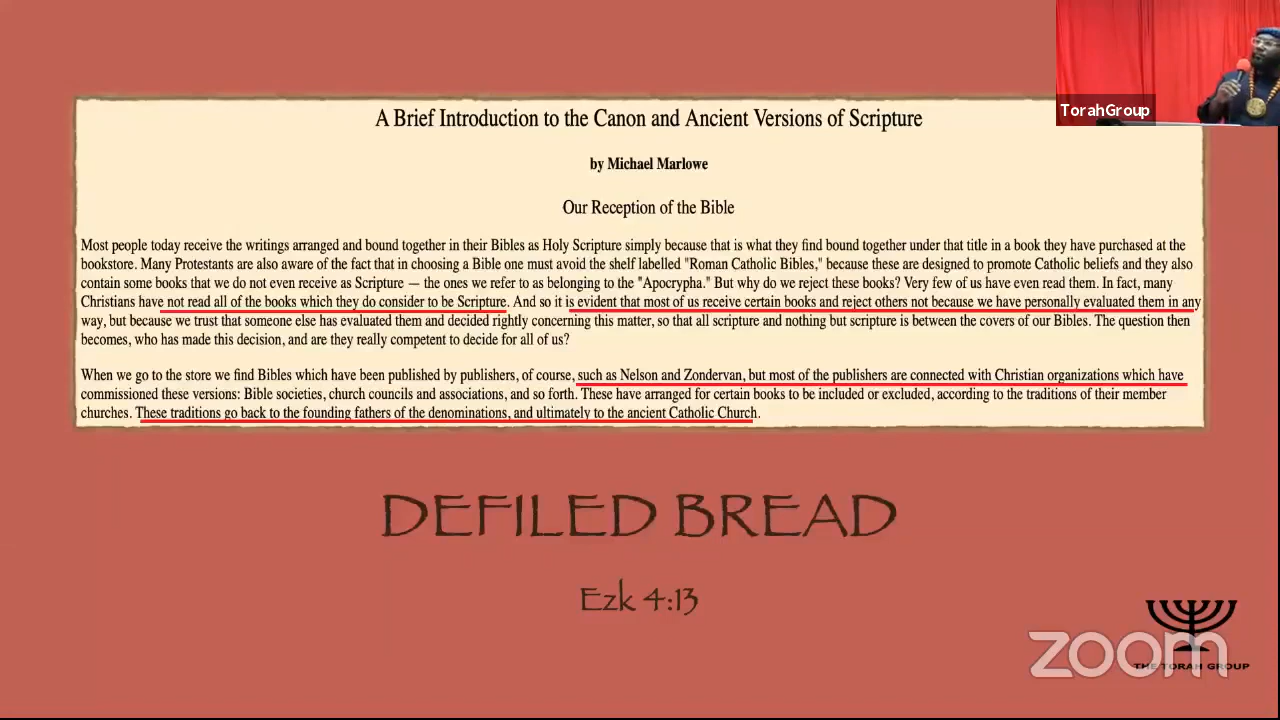 TorahGroup
A Brief Introduction to the Canon and Ancient Versions of Scripture
by Michael Marlowe
Our Reception of the Bible
Most people today receive the writings arranged and bound together in their Bibles as Holy Scripture simply because that is what they find bound together under that title in a book they have purchased at the
bookstore. Many Protestants are also aware of the fact that in choosing a Bible one must avoid the shelf labelled "Roman Catholic Bibles," because these are designed to promote Catholic beliefs and they also
contain some books that we do not even receive as Scripture — the ones we refer to as belonging to the "Apocrypha." But why do we reject these books? Very few of us have even read them. In fact, many
Christians have not read all of the books which they do consider to be Scripture. And so it is evident that most of us receive certain books and reject others not because we have personally evaluated them in any
way, but because we trust that someone else has evaluated them and decided rightly concerning this matter, so that all scripture and nothing but scripture is between the covers of our Bibles. The question then
becomes, who has made this decision, and are they really competent to decide for all of us?
When we go to the store we find Bibles which have been published by publishers, of course, such as Nelson and Zondervan, but most of the publishers are connected with Christian organizations which have
commissioned these versions: Bible societies, church councils and associations, and so forth. These have arranged for certain books to be included or excluded, according to the traditions of their member
churches. These traditions go back to the founding fathers of the denominations, and ultimately to the ancient Catholic Church.
DEFILED BREAD
Ezk 4:13
zoom
THE TORAH GROUP